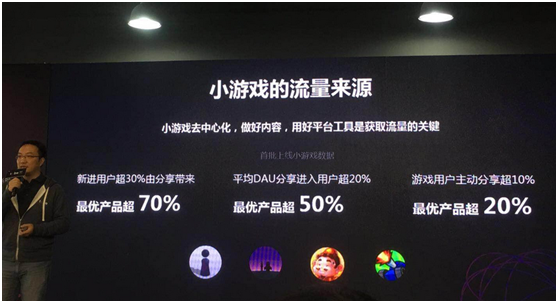 小游戏的流量来源
小游戏去中心化，做好内容，用好平台工具是获取流量的关键
首批上线小游戏数据
新进用户超30%由分享带来
最优产品超 70%
平均DAU分享进入用户超20%
最优产品超 50%
游戏用户主动分享超10%
最优产品超 20%